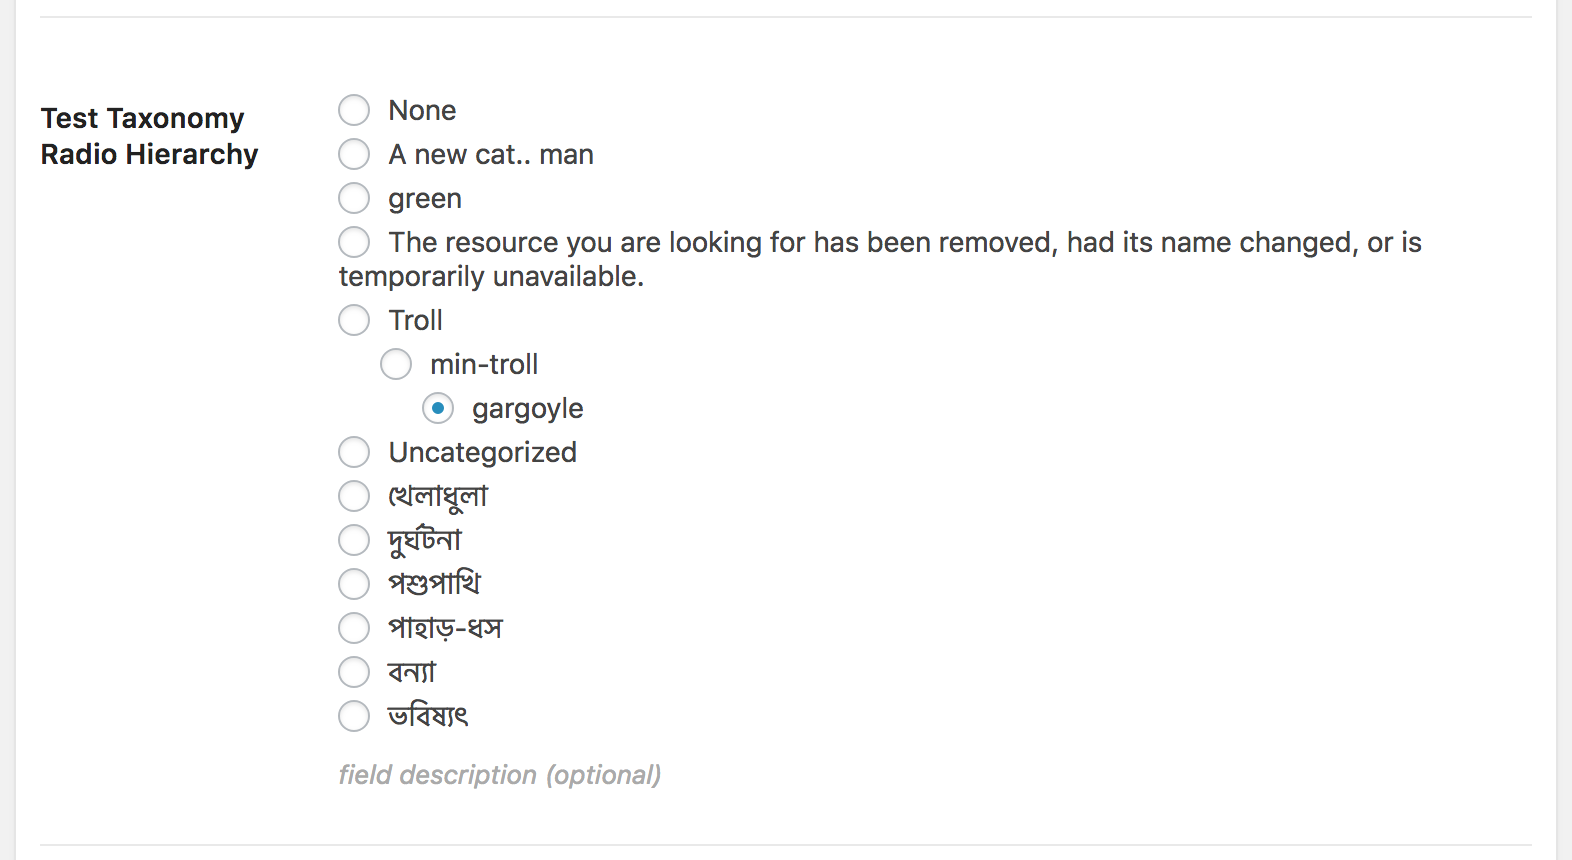 Test Taxonomy
Radio Hierarchy
None
A new cat.. man
green
The resource you are looking for has been removed, had its name changed, or is
temporarily unavailable.
Troll
min-troll
gargoyle
Uncategorized
খেলাধুলা
দুর্ঘটনা
পশুপাখি
পাহাড়-ধস
বন্যা
ভবিষ্যৎ
field description (optional)